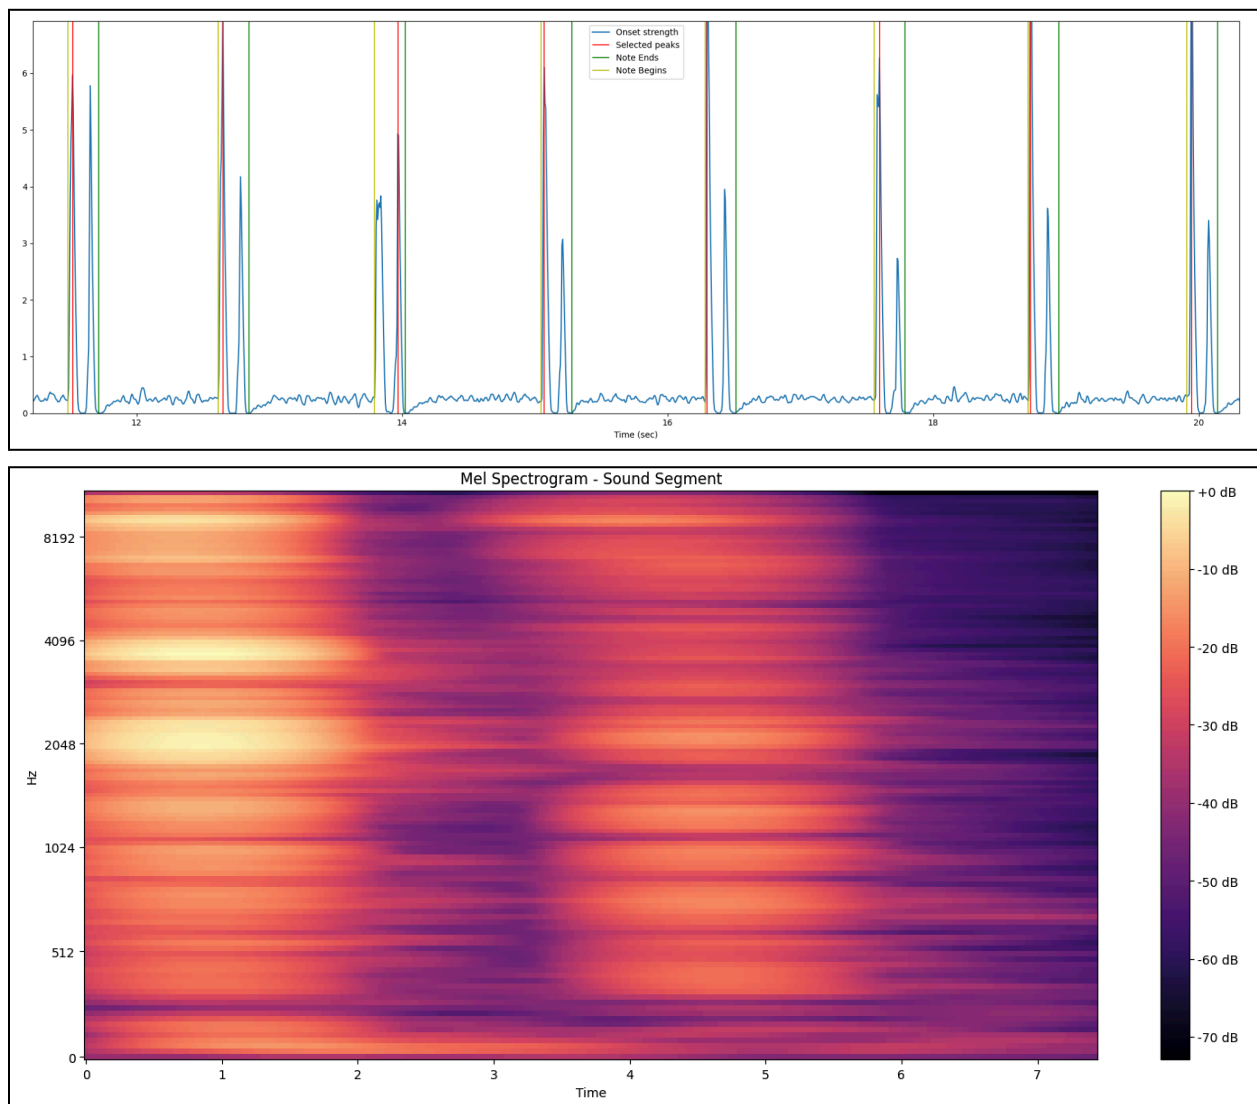 Onset strength
Selected peaks
Note Ends
Note Begins
6
5
4
3
2
1
0
12
14
16
18
20
Time (sec)
Mel Spectrogram - Sound Segment
8192
4096
2048
1024
512
0
Hz
0
1
2
3
4
5
6
7
Time
+0 dB
-10 dB
-20 dB
-30 dB
-40 dB
-50 dB
-60 dB
-70 dB